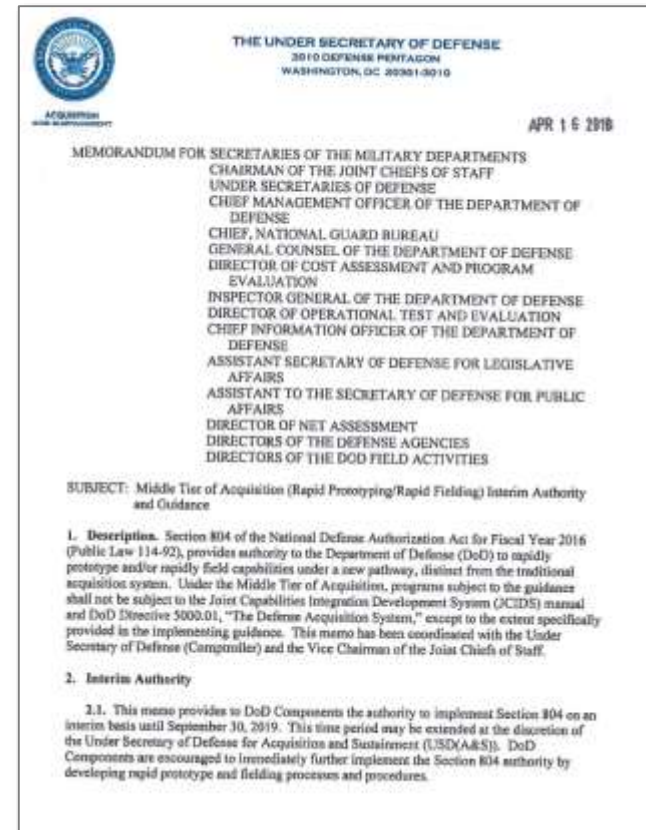 THE UNDER SECRETARY OF DEFENSE
3010 DEFENSE PENTAGON
WASHINGTON, DC 20301-3010
ACQUISITION
APR 16 2018
MEMORANDUM FOR SECRETARIES OF THE MILITARY DEPARTMENTS
CHAIRMAN OF THE JOINT CHIEFS OF STAFF
UNDER SECRETARIES OF DEFENSE
CHIEF MANAGEMENT OFFICER OF THE DEPARTMENT OF
DEFENSE
CHIEF, NATIONAL GUARD BUREAU
GENERAL COUNSEL OF THE DEPARTMENT OF DEFENSE
DIRECTOR OF COST ASSESSMENT AND PROGRAM
EVALUATION
INSPECTOR GENERAL OF THE DEPARTMENT OF DEFENSE
DIRECTOR OF OPERATIONAL TEST AND EVALUATION
CHIEF INFORMATION OFFICER OF THE DEPARTMENT OF
DEFENSE
ASSISTANT SECRETARY OF DEFENSE FOR LEGISLATIVE
AFFAIRS
ASSISTANT TO THE SECRETARY OF DEFENSE FOR PUBLIC
AFFAIRS
DIRECTOR OF NET ASSESSMENT
DIRECTORS OF THE DEFENSE AGENCIES
DIRECTORS OF THE DOD FIELD ACTIVITIES
SUBJECT: Middle Tier of Acquisition (Rapid Prototyping/Rapid Fielding) Interim Authority
and Guidance
1. Description. Section 804 of the National Defense Authorization Act for Fiscal Year 2016
(Public Law 114-92), provides authority to the Department of Defense (DoD) to rapidly
prototype and/or rapidly field capabilities under a new pathway, distinct from the traditional
acquisition system. Under the Middle Tier of Acquisition, programs subject to the guidance
shall not be subject to the Joint Capabilities Integration Development System (JCIDS) manual
and DoD Directive 5000.01, "The Defense Acquisition System," except to the extent specifically
provided in the implementing guidance. This memo has been coordinated with the Under
Secretary of Defense (Comptroller) and the Vice Chairman of the Joint Chiefs of Staff.
2. Interim Authority
2.1. This memo provides to DoD Components the authority to implement Section 804 on an
interim basis until September 30, 2019. This time period may be extended at the discretion of
the Under Secretary of Defense for Acquisition and Sustainment (USD(A&S)). DoD
Components are encouraged to immediately further implement the Section 804 authority by
developing rapid prototype and fielding processes and procedures.